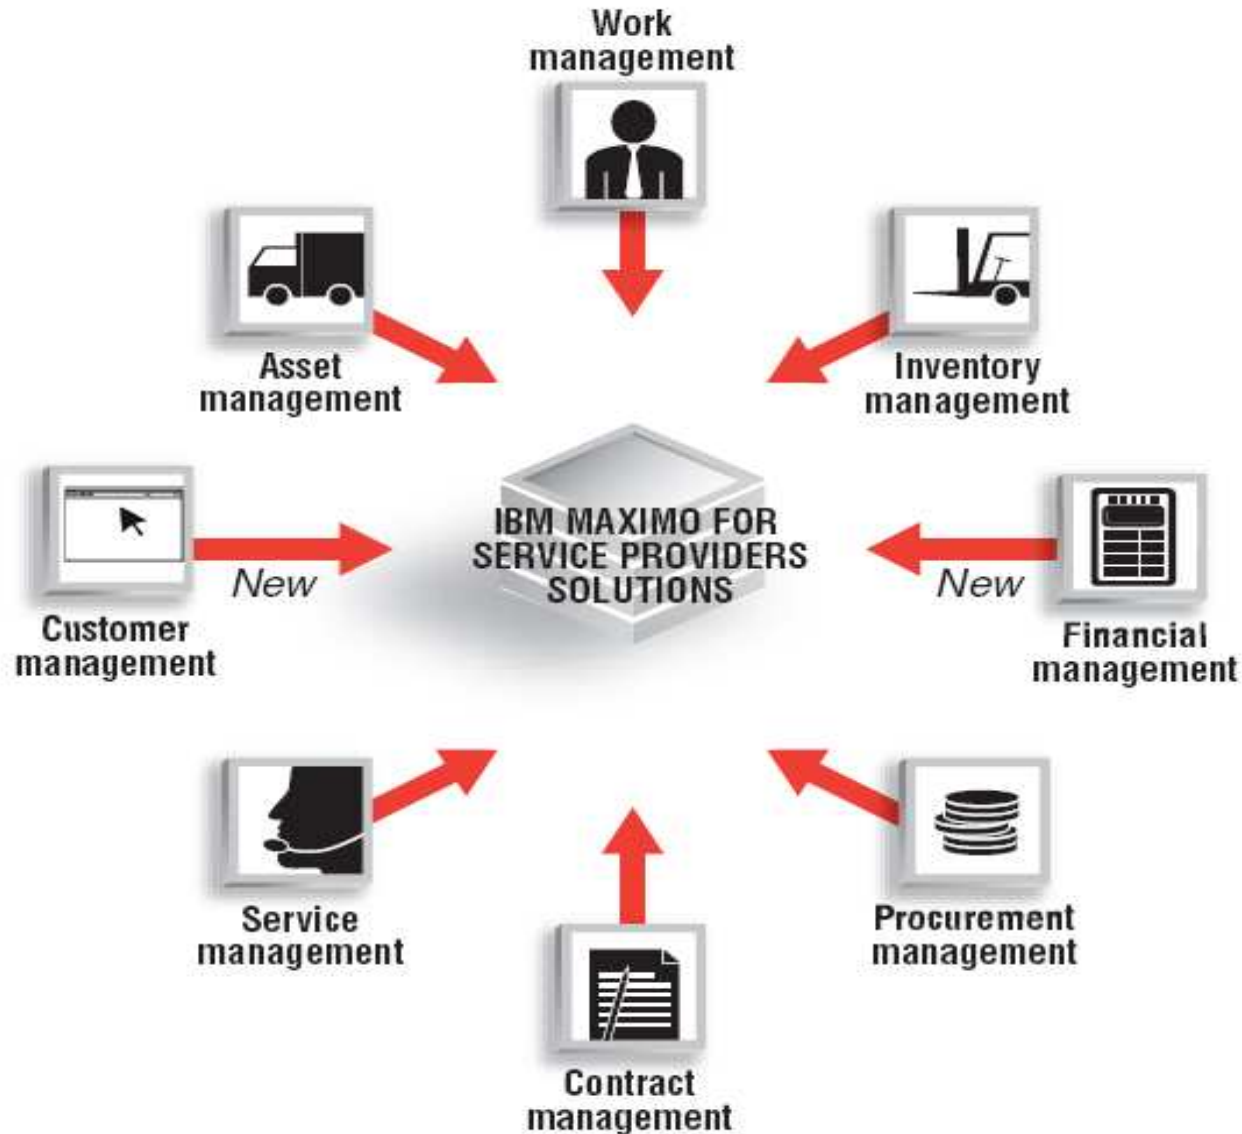 Work
management
Asset
management
Inventory
management
IBM MAXIMO FOR
SERVICE PROVIDERS
SOLUTIONS
New
New
Customer
management
Financial
management
Service
management
Procurement
management
Contract
management